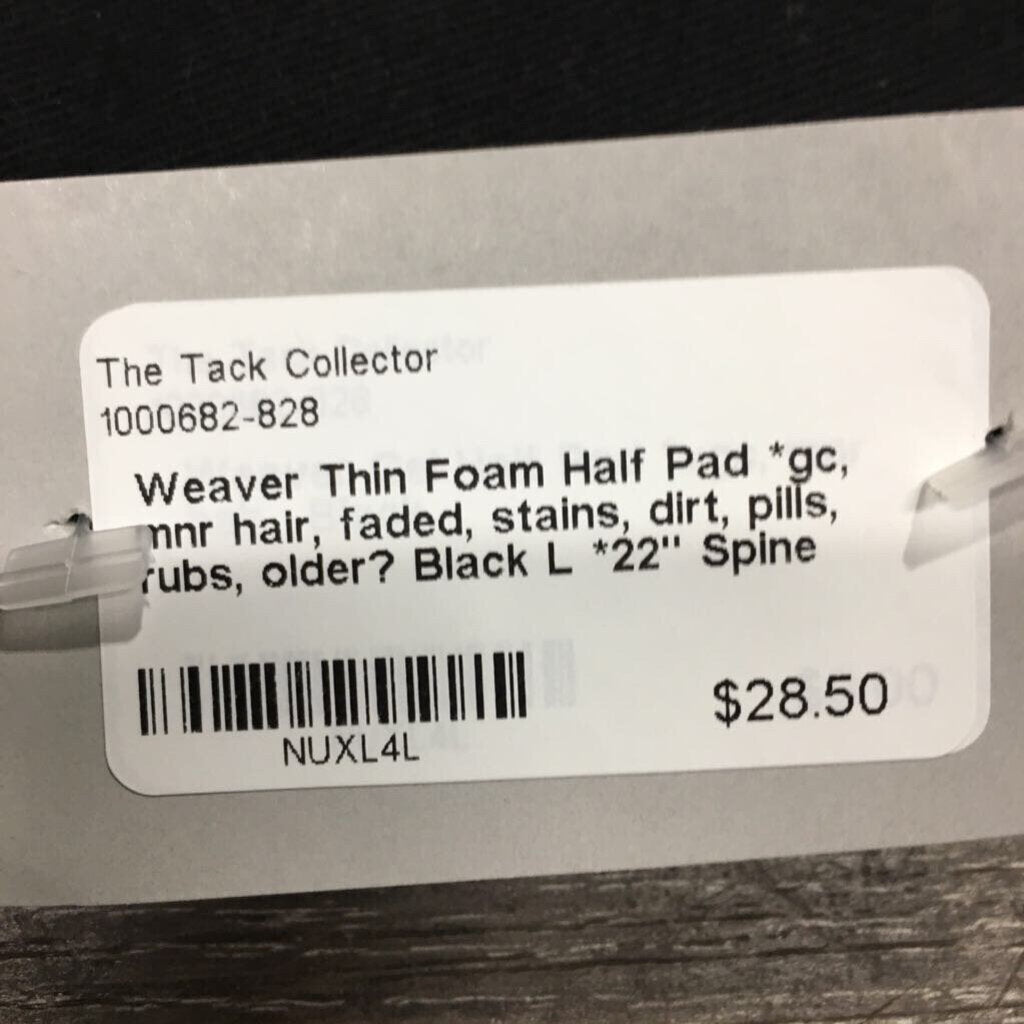 The Tack Collector
1000682-828
Weaver Thin Foam Half Pad *gc,
mnr hair, faded, stains, dirt, pills,
rubs, older? Black L *22" Spine
NUXL4L
$28.50